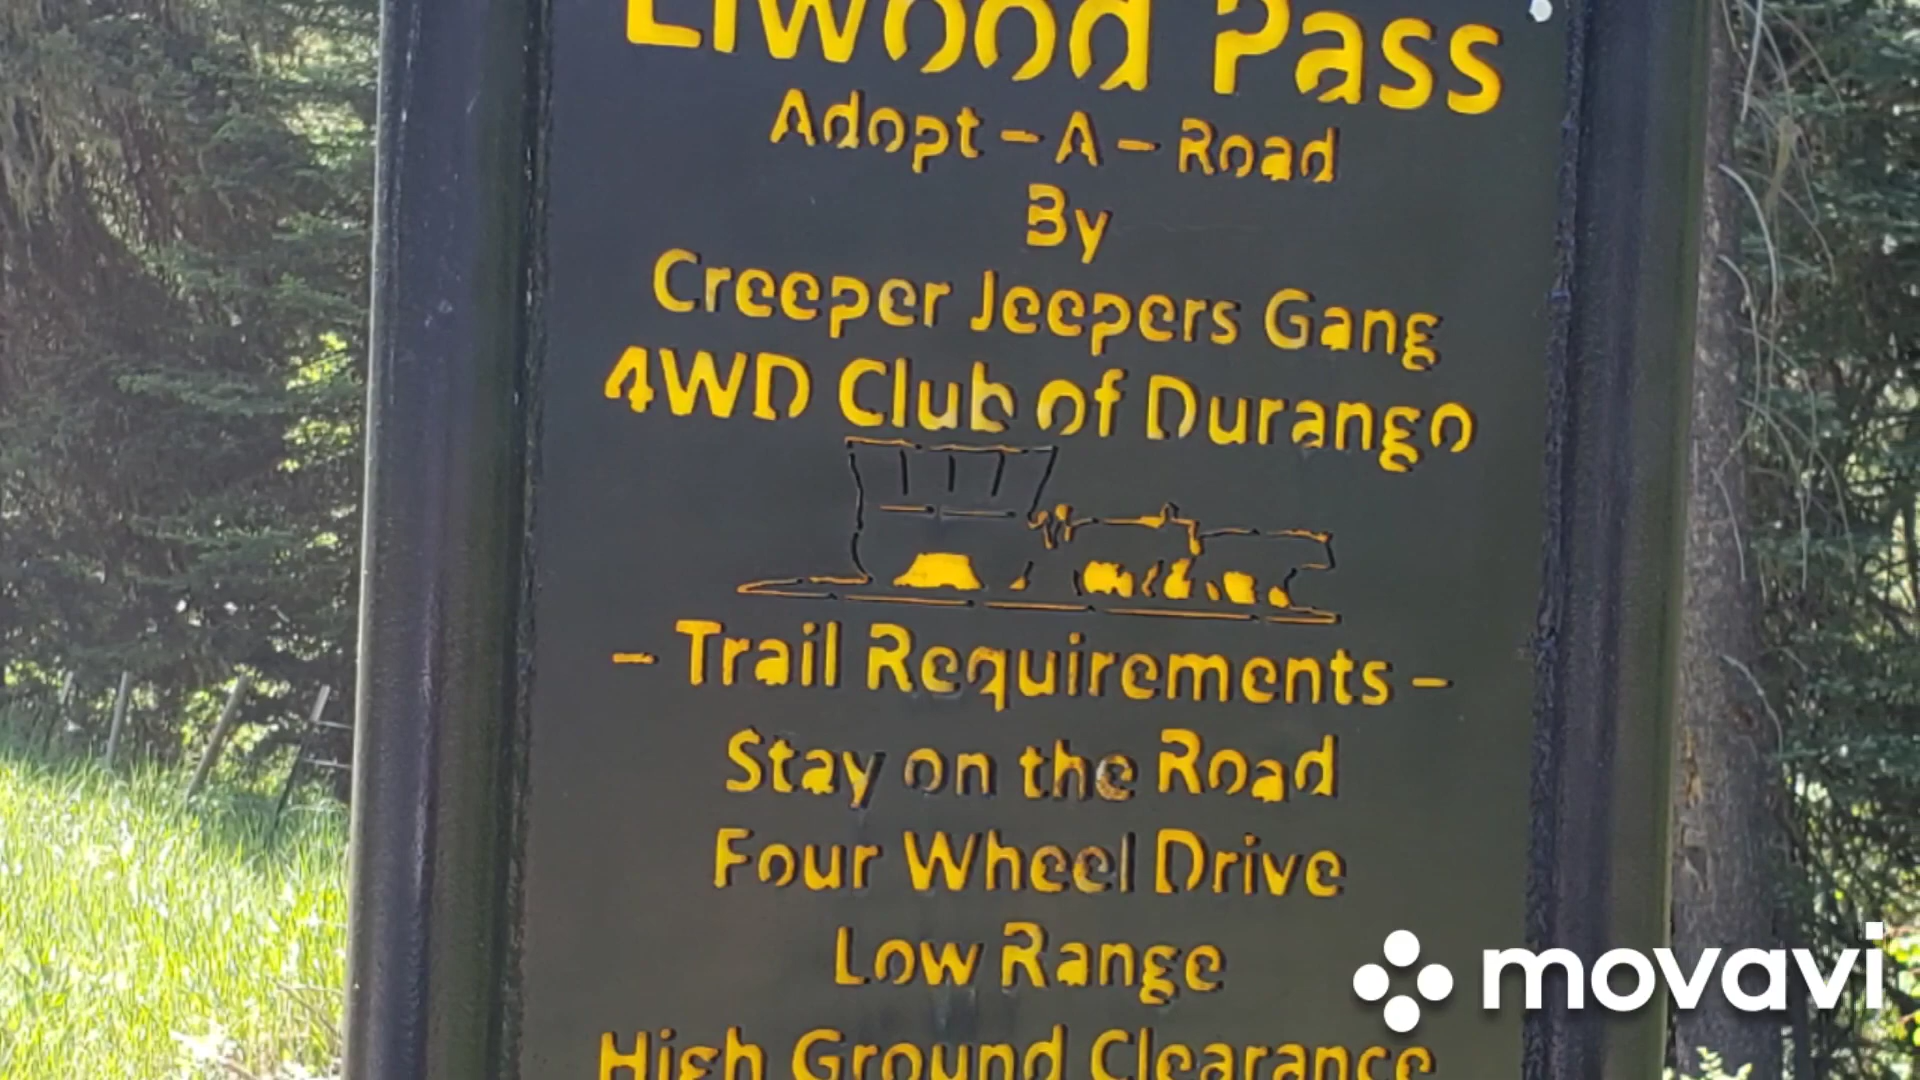 Elwood Pass
Adopt - A - Road
By
Creeper Jeepers Gang
4WD Club of Durango
- Trail Requirements -
Stay on the Road
Four Wheel Drive
Low Range
High Ground Clearance
movavi